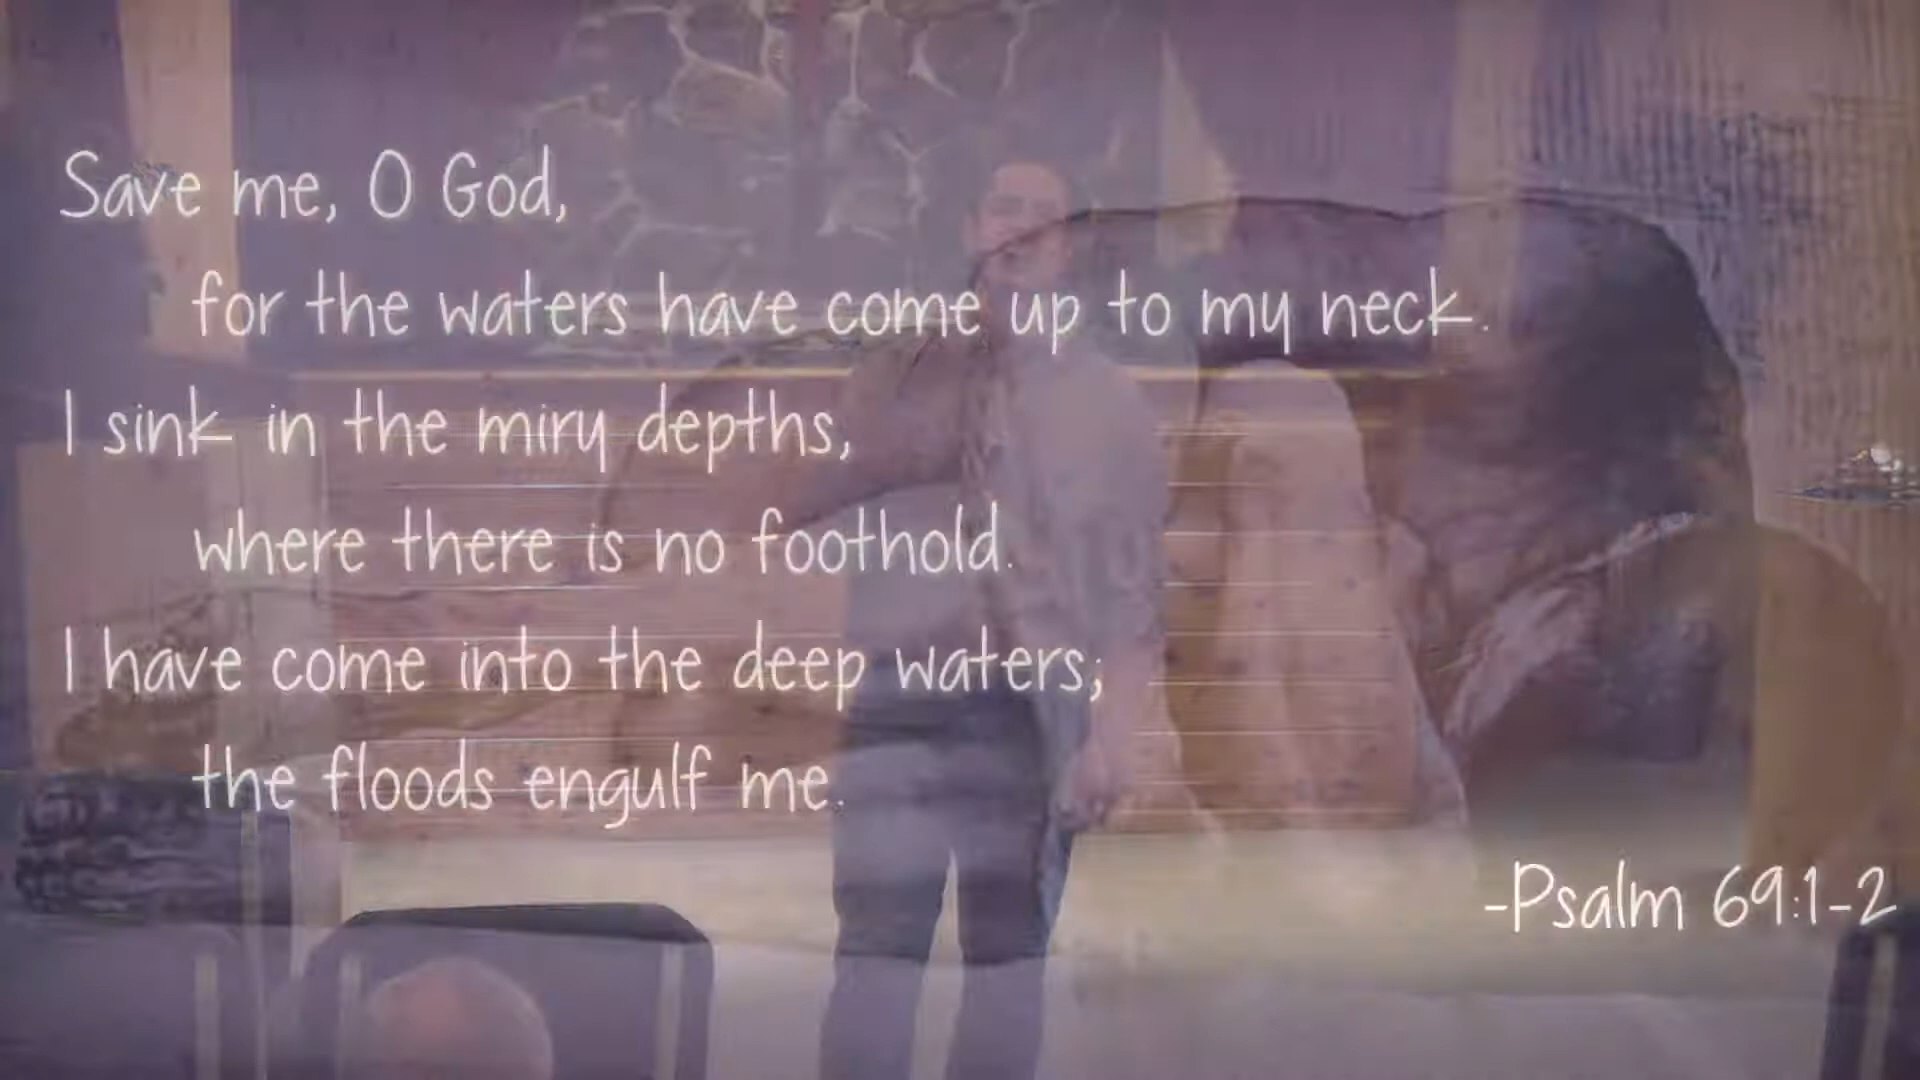 Save me, O God,
for the waters have come up to my neck.
I sink in the miry depths,
where there is no foothold.
I have come into the deep waters;
the floods engulf me.
-Psalm 69:1-2